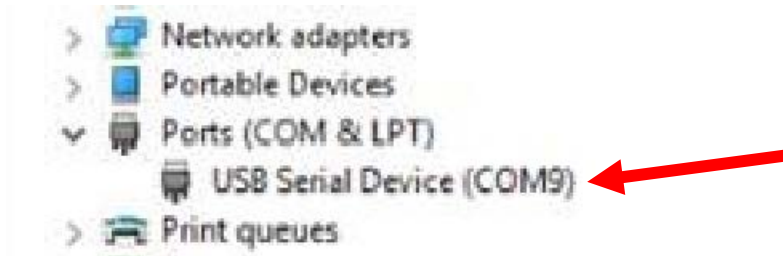 Network adapters
Portable Devices
Ports (COM & LPT)
USB Serial Device (COM9)
Print queues